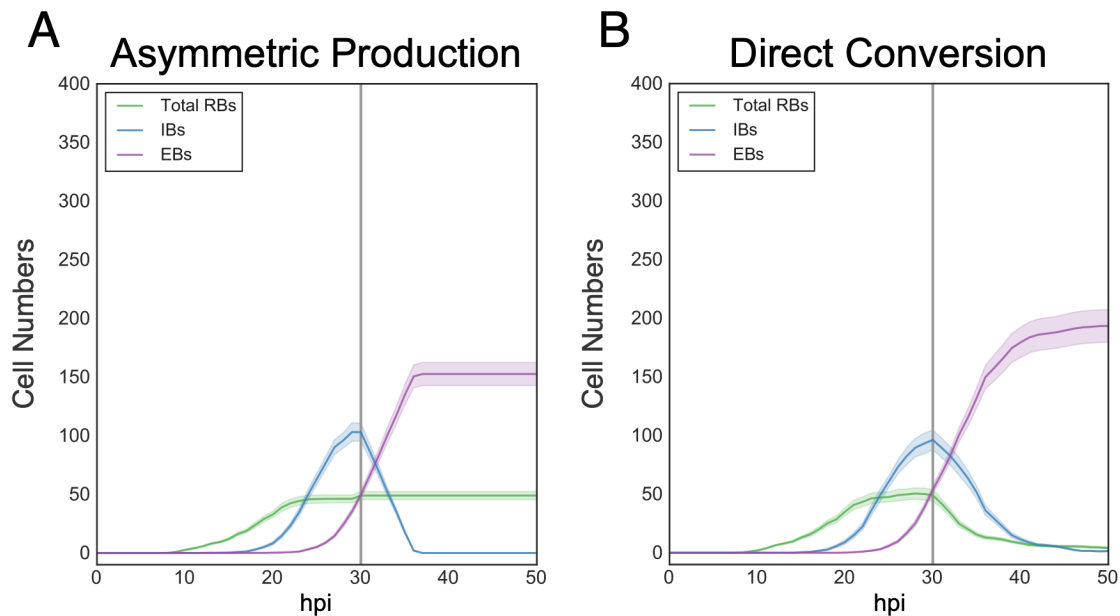 A
Asymmetric Production
400
350
300
250
200
150
100
50
0
Cell Numbers
Total RBs
IBs
EBs
0 10 20 30 40 50
hpi
B
Direct Conversion
400
350
300
250
200
150
100
50
0
Cell Numbers
Total RBs
IBs
EBs
0 10 20 30 40 50
hpi